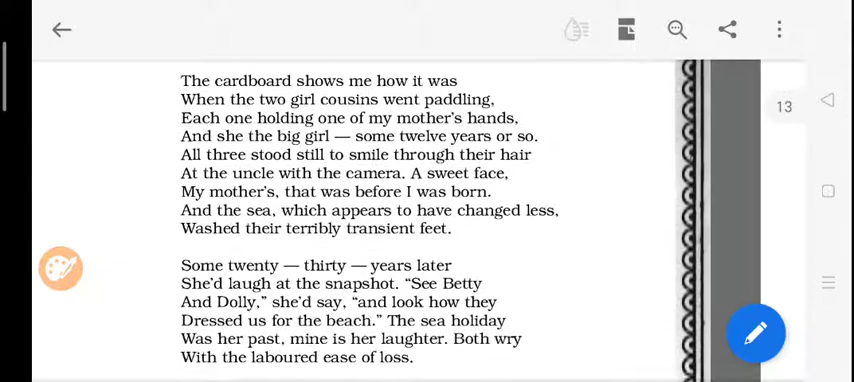 13
The cardboard shows me how it was
When the two girl cousins went paddling,
Each one holding one of my mother's hands,
And she the big girl — some twelve years or so.
All three stood still to smile through their hair
At the uncle with the camera. A sweet face,
My mother's, that was before I was born.
And the sea, which appears to have changed less,
Washed their terribly transient feet.
Some twenty — thirty — years later
She'd laugh at the snapshot. “See Betty
And Dolly,” she'd say, “and look how they
Dressed us for the beach.” The sea holiday
Was her past, mine is her laughter. Both wry
With the laboured ease of loss.